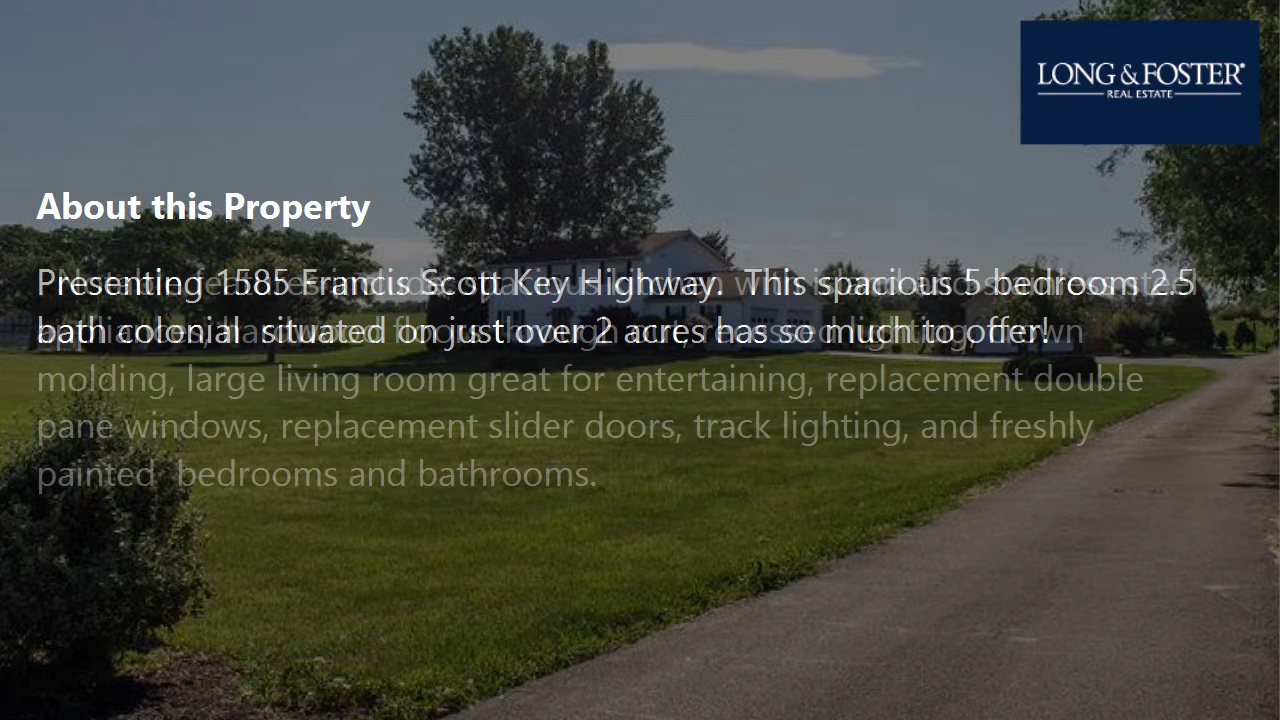 LONG & FOSTER®
REAL ESTATE
About this Property
Presenting 1585 Francis Scott Key Highway. This spacious 5 bedroom 2.5
bath colonial situated on just over 2 acres has so much to offer!
molding, large living room great for entertaining, replacement double
pane windows, replacement slider doors, track lighting, and freshly
painted bedrooms and bathrooms.